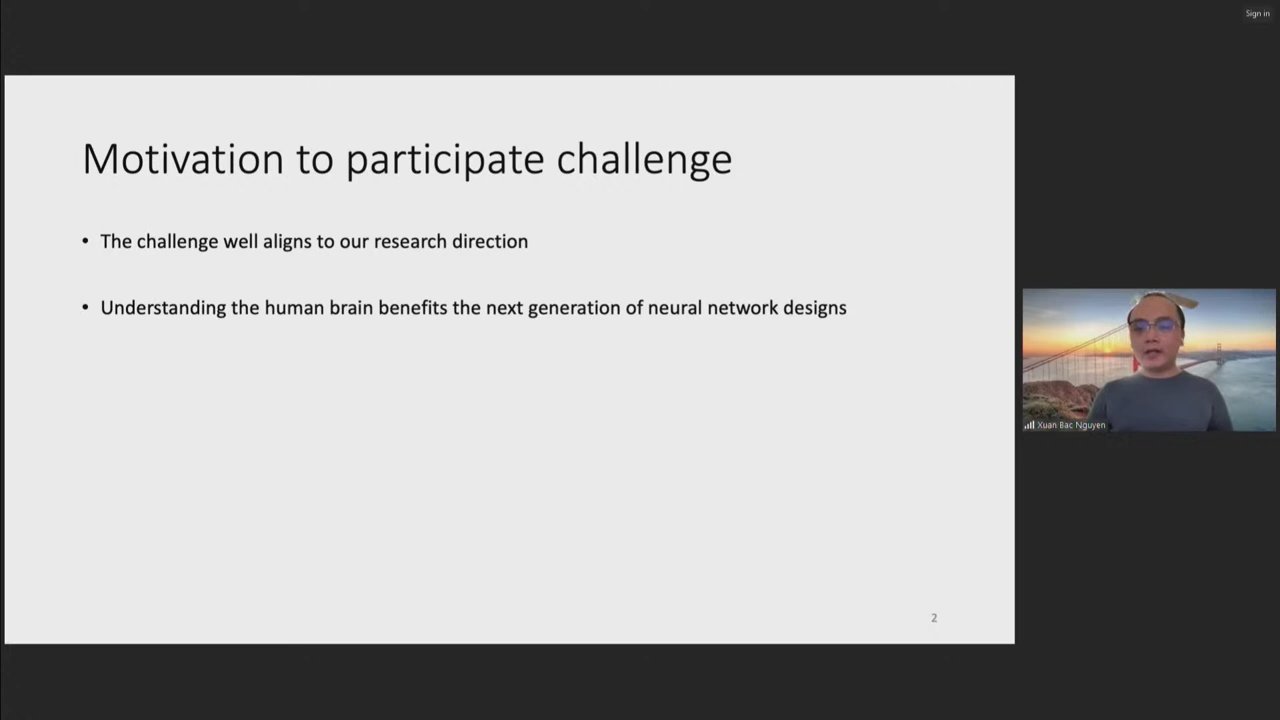 Sign in
Motivation to participate challenge
• The challenge well aligns to our research direction
• Understanding the human brain benefits the next generation of neural network designs
Xuan Bac Nguyen
2